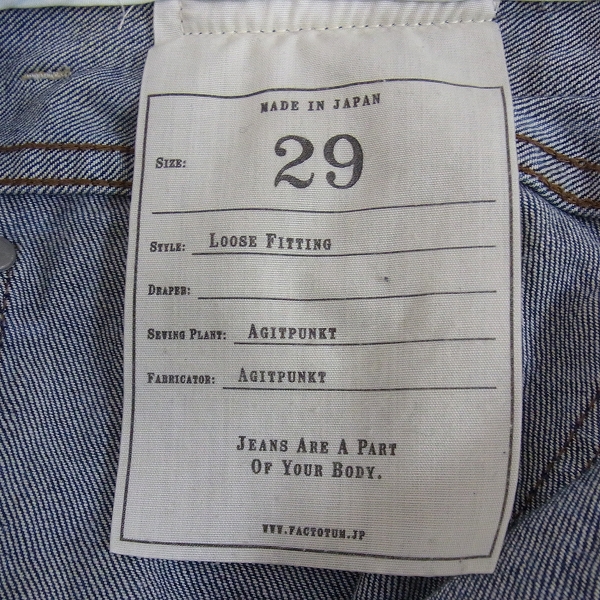 MADE IN JAPAN
SIZE: 29
STYLE: LOOSE FITTING
DRAPER:
SEWING PLANT: AGITPUNKT
FABRICATOR: AGITPUNKT
JEANS ARE A PART
OF YOUR BODY.
WWW.FACTOTUM.JP